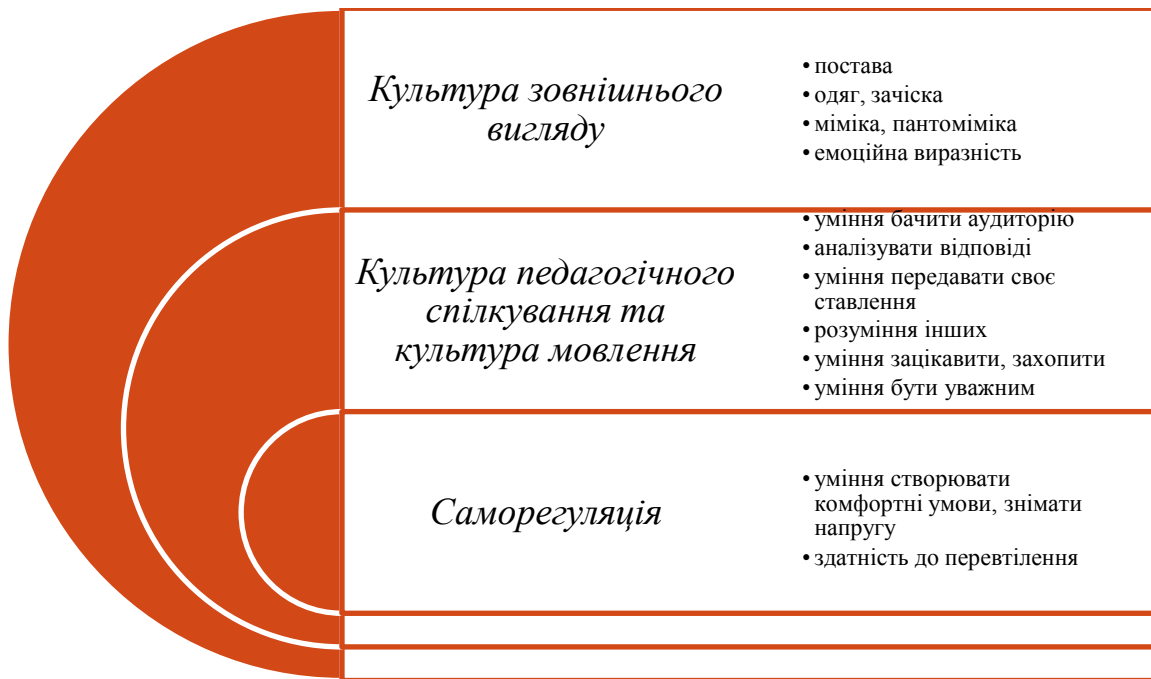 Культура зовнішнього
вигляду
• постава
• одяг, зачіска
• міміка, пантоміміка
• емоційна виразність
Культура педагогічного
спілкування та
культура мовлення
• уміння бачити аудиторію
• аналізувати відповіді
• уміння передавати своє
ставлення
• розуміння інших
• уміння зацікавити, захопити
• уміння бути уважним
Саморегуляція
• уміння створювати
комфортні умови, знімати
напругу
• здатність до перевтілення